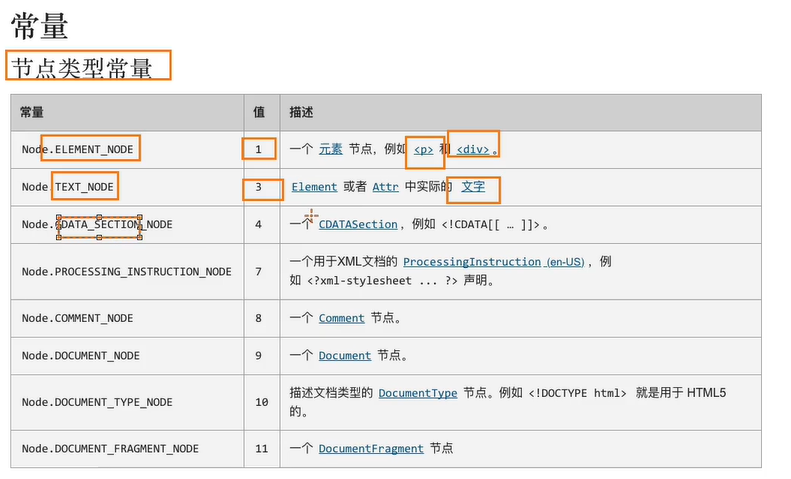 常量
节点类型常量
常量 值 描述
Node.ELEMENT_NODE 1 一个 元素 节点，例如 <p> 和 <div>。
Node.TEXT_NODE 3 Element 或者 Attr 中实际的 文字
Node.CDATA_SECTION_NODE 4 一个 CDATASection，例如 <!CDATA[[ … ]]>。
Node.PROCESSING_INSTRUCTION_NODE 7 一个用于XML文档的 ProcessingInstruction (en-US) ，例
如 <?xml-stylesheet ... ?> 声明。
Node.COMMENT_NODE 8 一个 Comment 节点。
Node.DOCUMENT_NODE 9 一个 Document 节点。
Node.DOCUMENT_TYPE_NODE 10 描述文档类型的 DocumentType 节点。例如 <!DOCTYPE html> 就是用于 HTML5
的。
Node.DOCUMENT_FRAGMENT_NODE 11 一个 DocumentFragment 节点